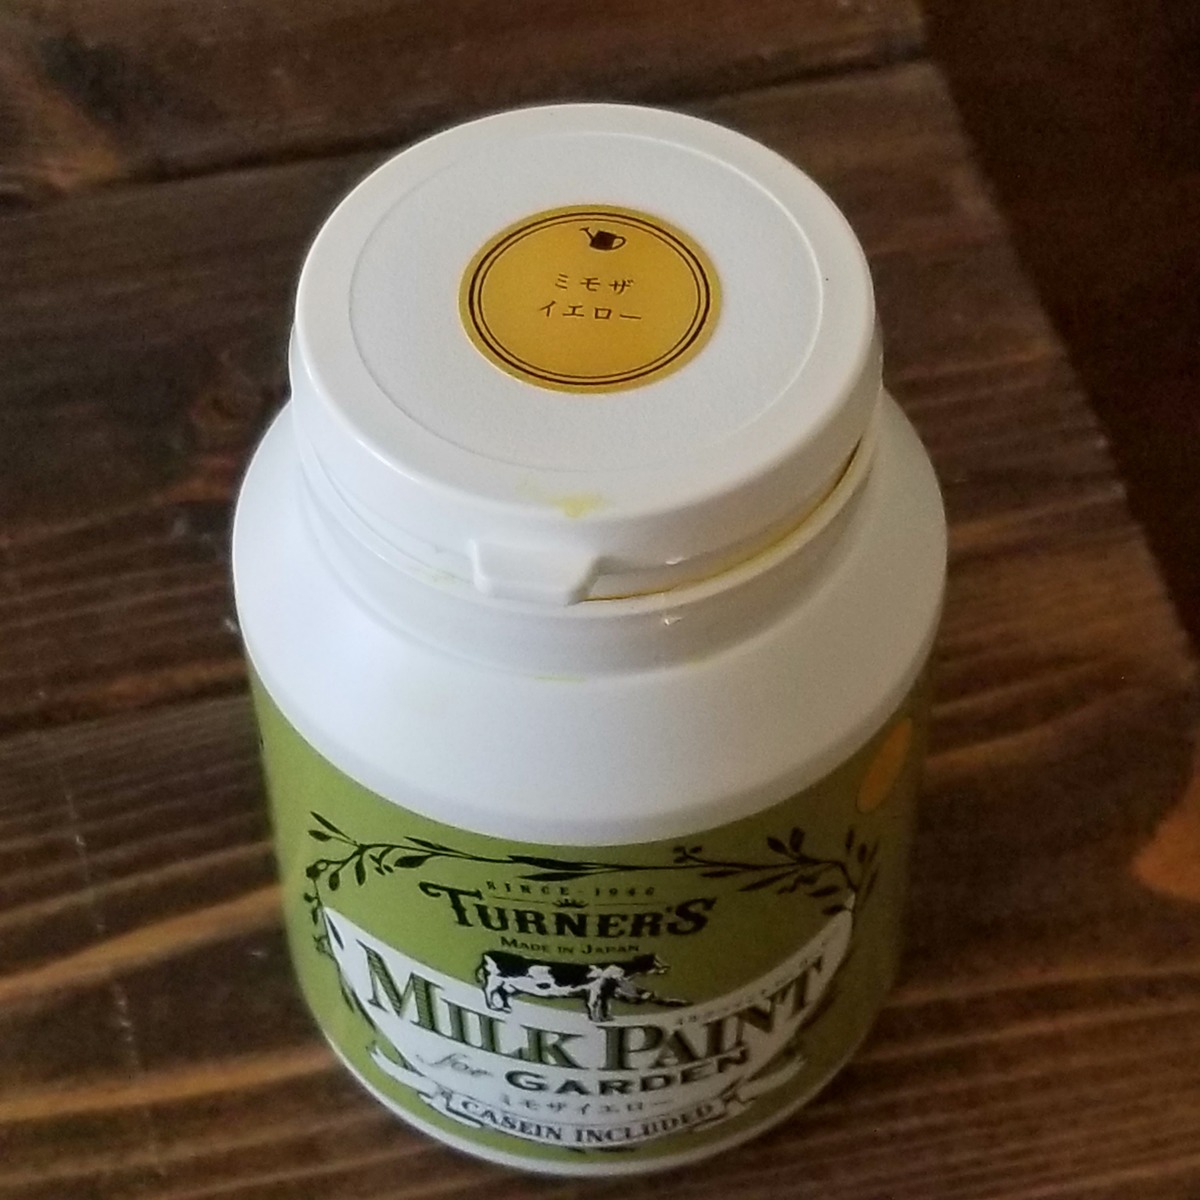 ミモザ
イエロー
SINCE·1946
TURNER'S
MADE IN JAPAN
MILK PAINT
for GARDEN
ミモザイエロー
CASEIN INCLUDED